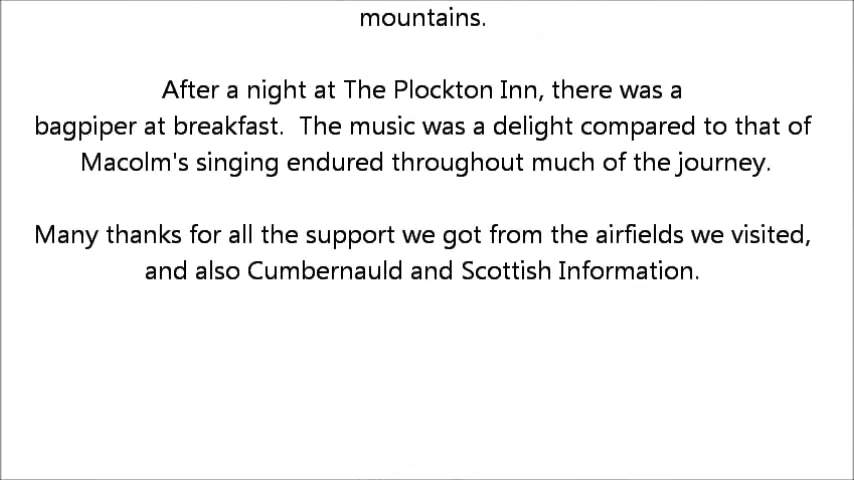 mountains.
After a night at The Plockton Inn, there was a
bagpiper at breakfast.  The music was a delight compared to that of
Macolm's singing endured throughout much of the journey.
Many thanks for all the support we got from the airfields we visited,
and also Cumbernauld and Scottish Information.